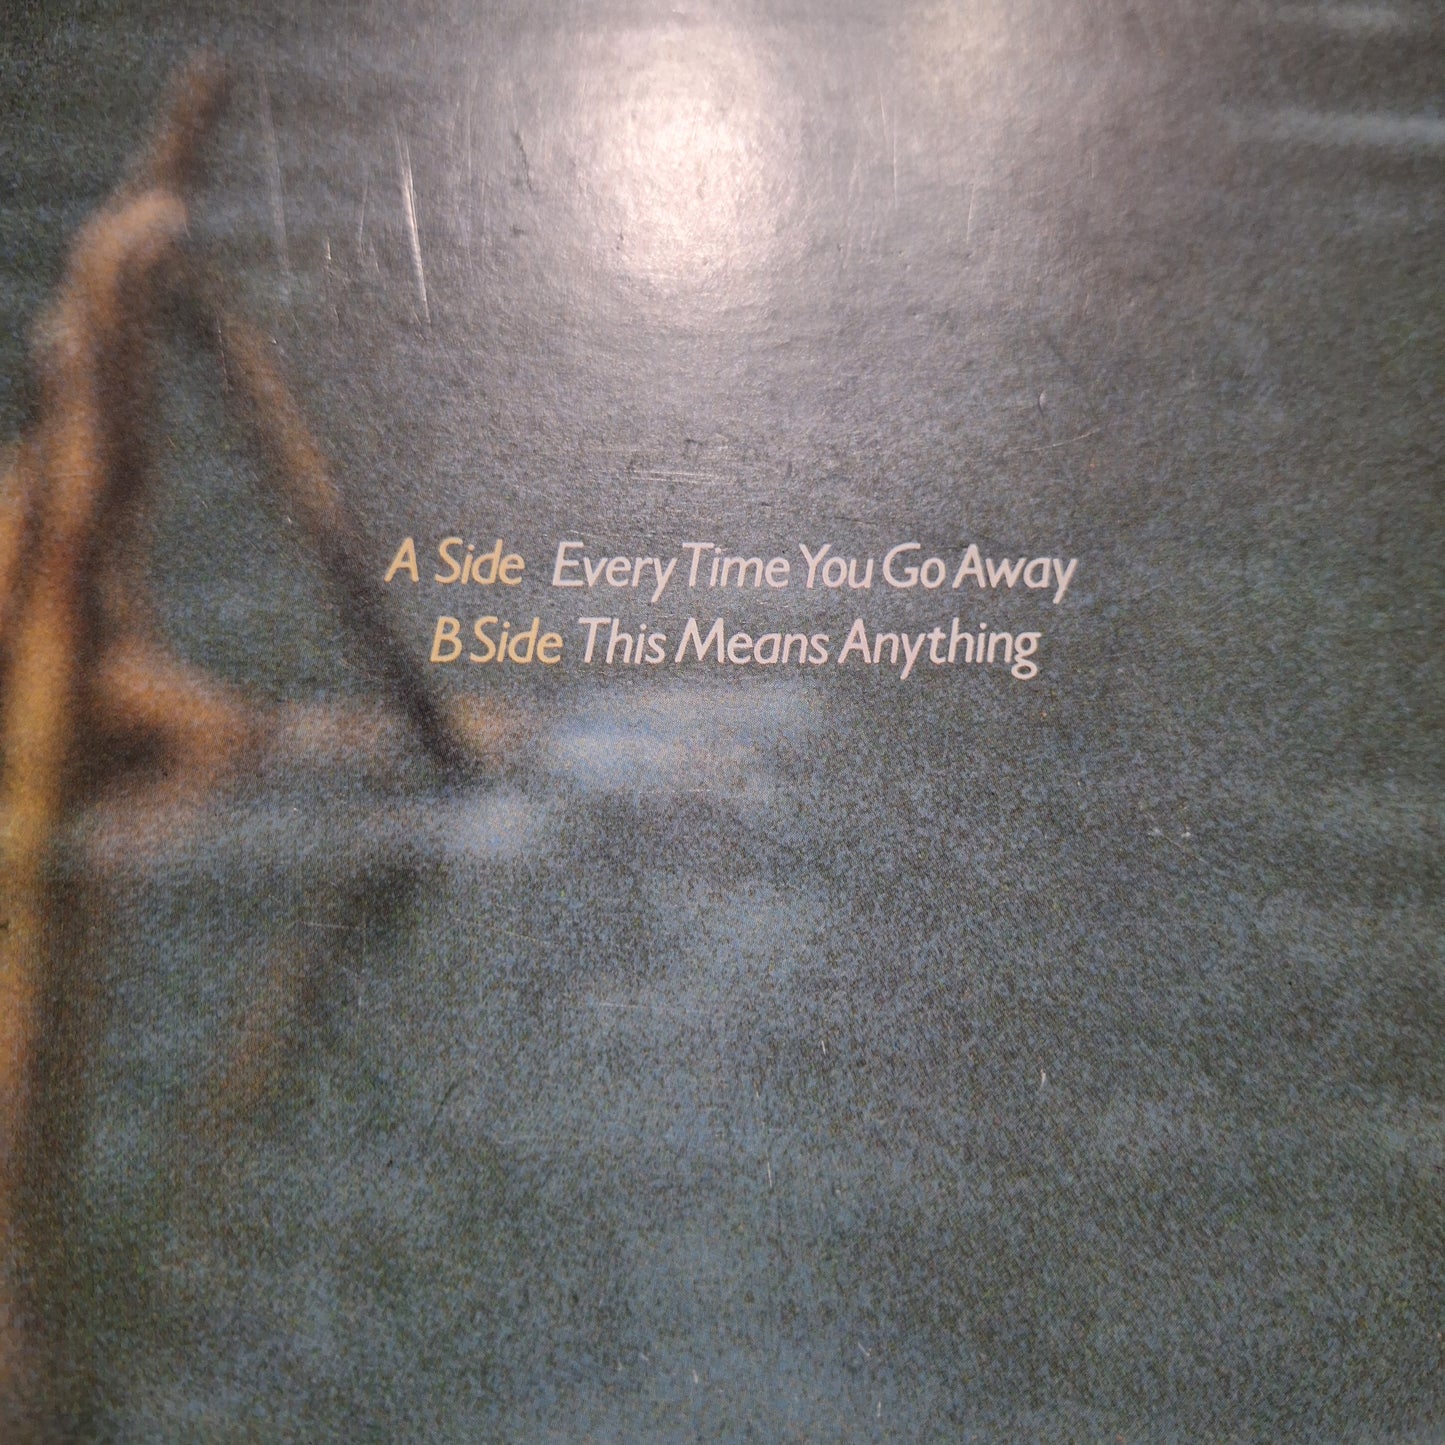 A Side Every Time You Go Away
B Side This Means Anything